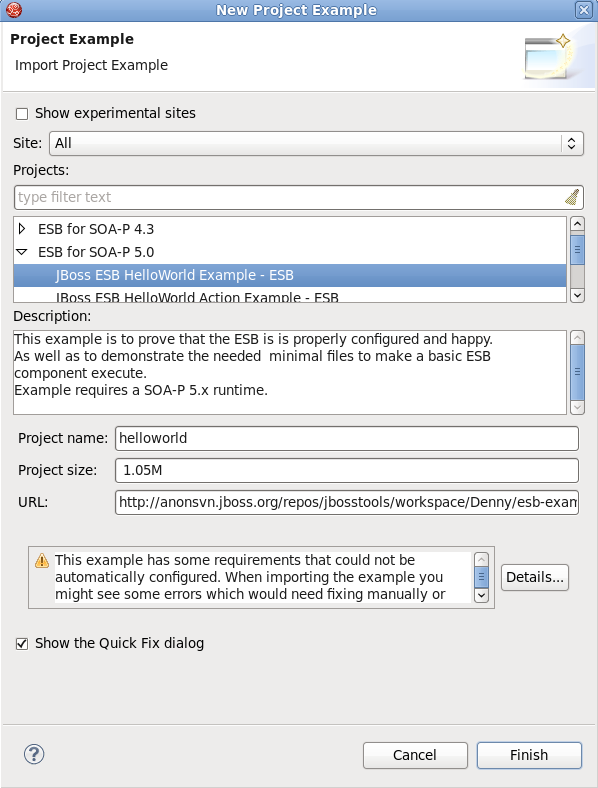 New Project Example
Project Example
Import Project Example
Show experimental sites
Site: All
Projects:
type filter text
ESB for SOA-P 4.3
ESB for SOA-P 5.0
JBoss ESB HelloWorld Example - ESB
JBoss ESB HelloWorld Action Example - ESB
Description:
This example is to prove that the ESB is is properly configured and happy.
As well as to demonstrate the needed  minimal files to make a basic ESB
component execute.
Example requires a SOA-P 5.x runtime.
Project name: helloworld
Project size: 1.05M
URL: http://anonsvn.jboss.org/repos/jbosstools/workspace/Denny/esb-exam
This example has some requirements that could not be
automatically configured. When importing the example you
might see some errors which would need fixing manually or
Details...
Show the Quick Fix dialog
Cancel
Finish